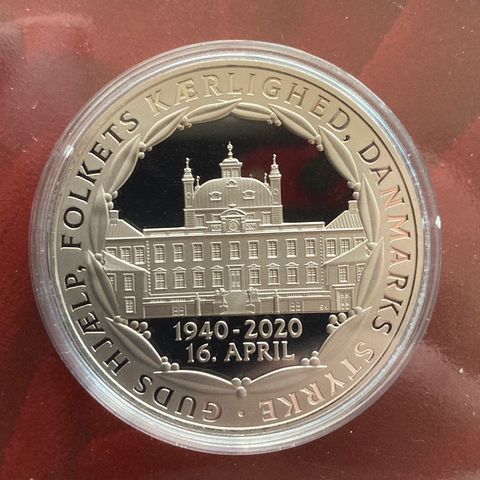 GUDS HJÆLP, FOLKETS KÆRLIGHED, DANMARKS STYRKE ·
1940-2020
16. APRIL